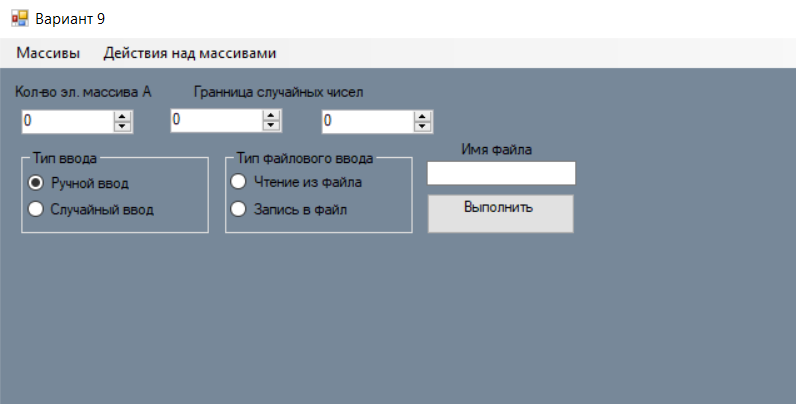 Вариант 9
Массивы Действия над массивами
Кол-во эл. массива А Гранница случайных чисел
0 0 0
Имя файла
Тип ввода Тип файлового ввода
Ручной ввод Чтение из файла
Случайный ввод Запись в файл Выполнить